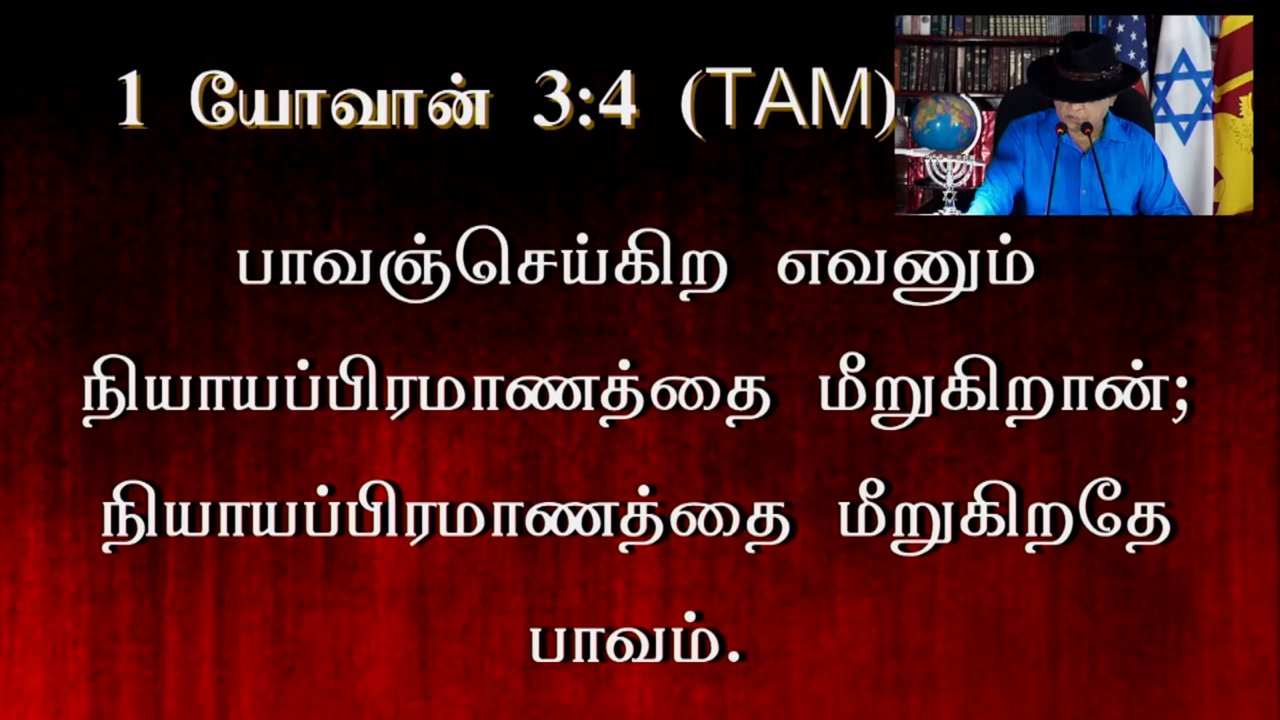 1 யோவான் 3:4 (TAM)
பாவஞ்செய்கிற எவனும்
நியாயப்பிரமாணத்தை மீறுகிறான்;
நியாயப்பிரமாணத்தை மீறுகிறதே
பாவம்.